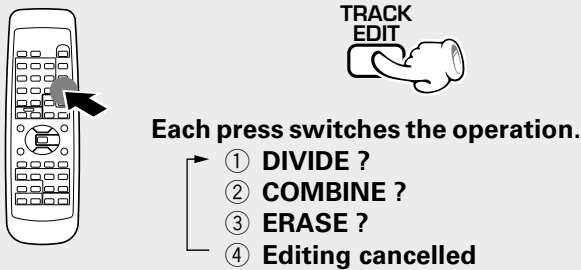 TRACK
EDIT
Each press switches the operation.
① DIVIDE ?
② COMBINE ?
③ ERASE ?
④ Editing cancelled